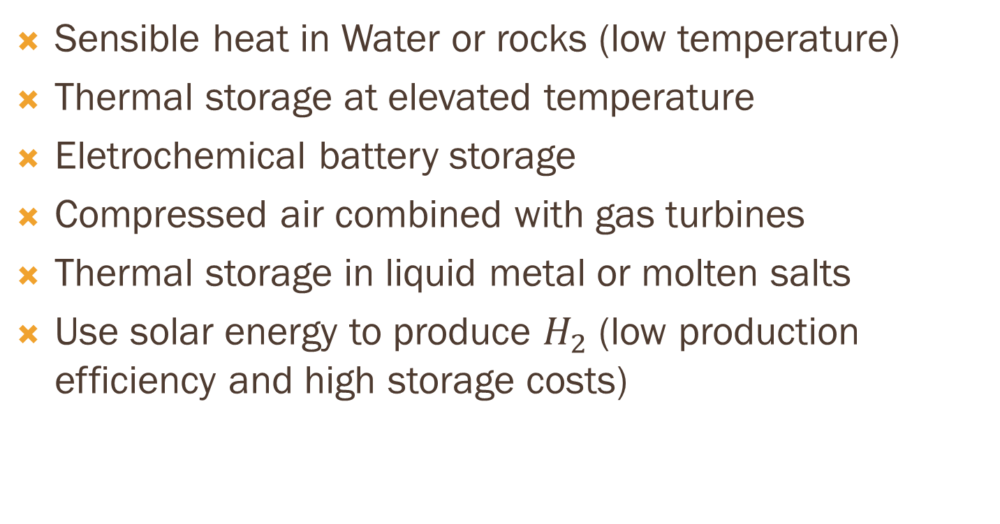 ✖ Sensible heat in Water or rocks (low temperature)
✖ Thermal storage at elevated temperature
✖ Eletrochemical battery storage
✖ Compressed air combined with gas turbines
✖ Thermal storage in liquid metal or molten salts
✖ Use solar energy to produce H₂ (low production
efficiency and high storage costs)